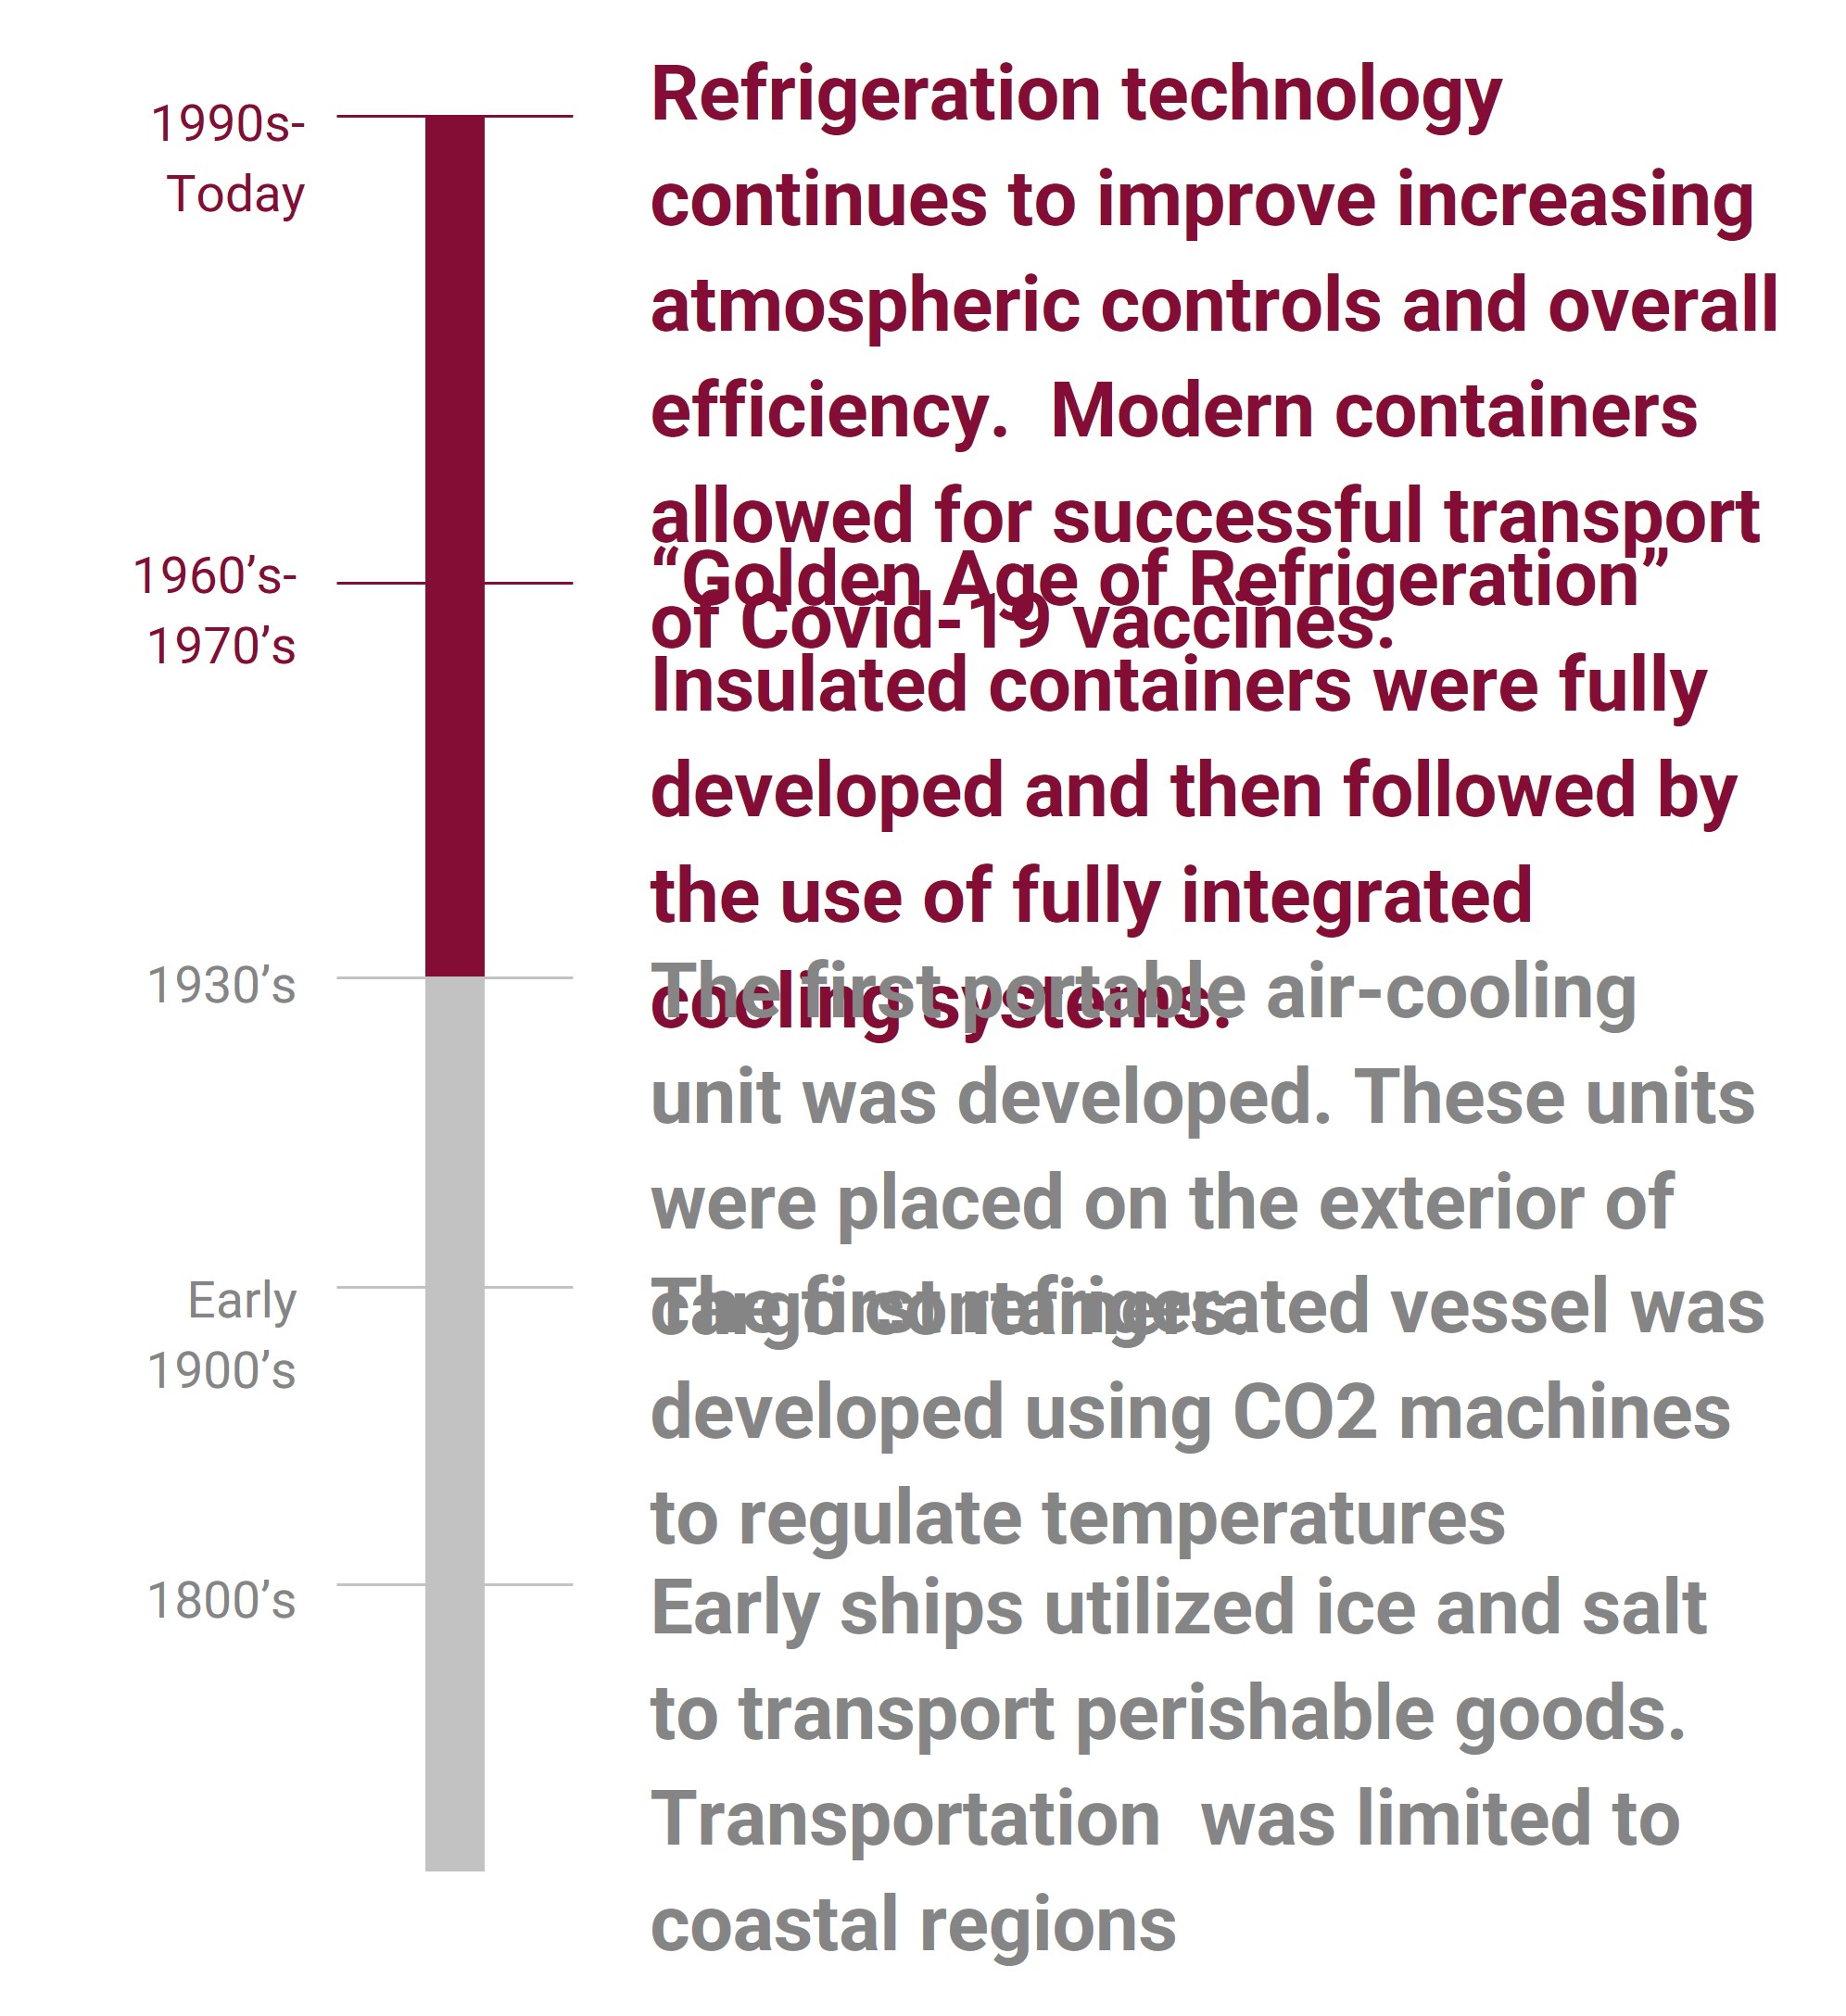 1990s-
Today
Refrigeration technology
continues to improve increasing
atmospheric controls and overall
efficiency.  Modern containers
allowed for successful transport
of Covid-19 vaccines.
1960’s-
1970’s
“Golden Age of Refrigeration”
Insulated containers were fully
developed and then followed by
the use of fully integrated
cooling systems.
1930’s
The first portable air-cooling
unit was developed. These units
were placed on the exterior of
cargo containers.
Early
1900’s
The first refrigerated vessel was
developed using CO2 machines
to regulate temperatures
1800’s
Early ships utilized ice and salt
to transport perishable goods.
Transportation  was limited to
coastal regions